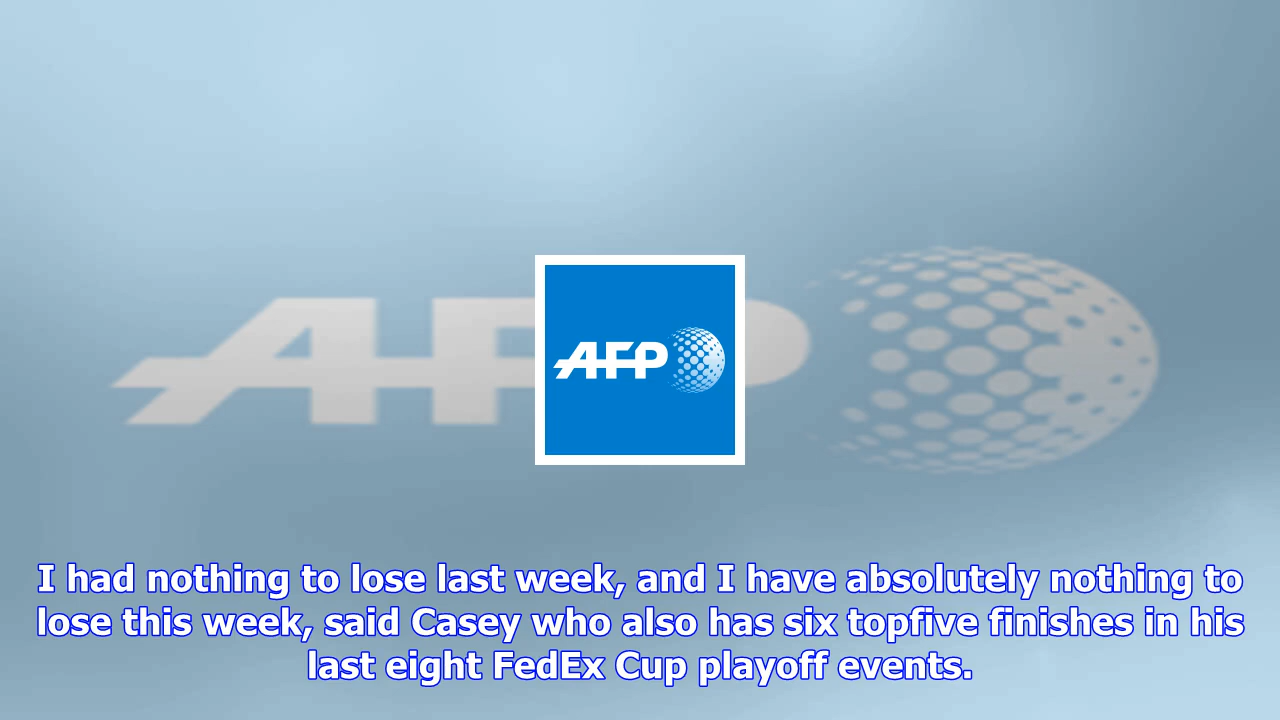 AFP
AFP
I had nothing to lose last week, and I have absolutely nothing to
lose this week, said Casey who also has six topfive finishes in his
last eight FedEx Cup playoff events.